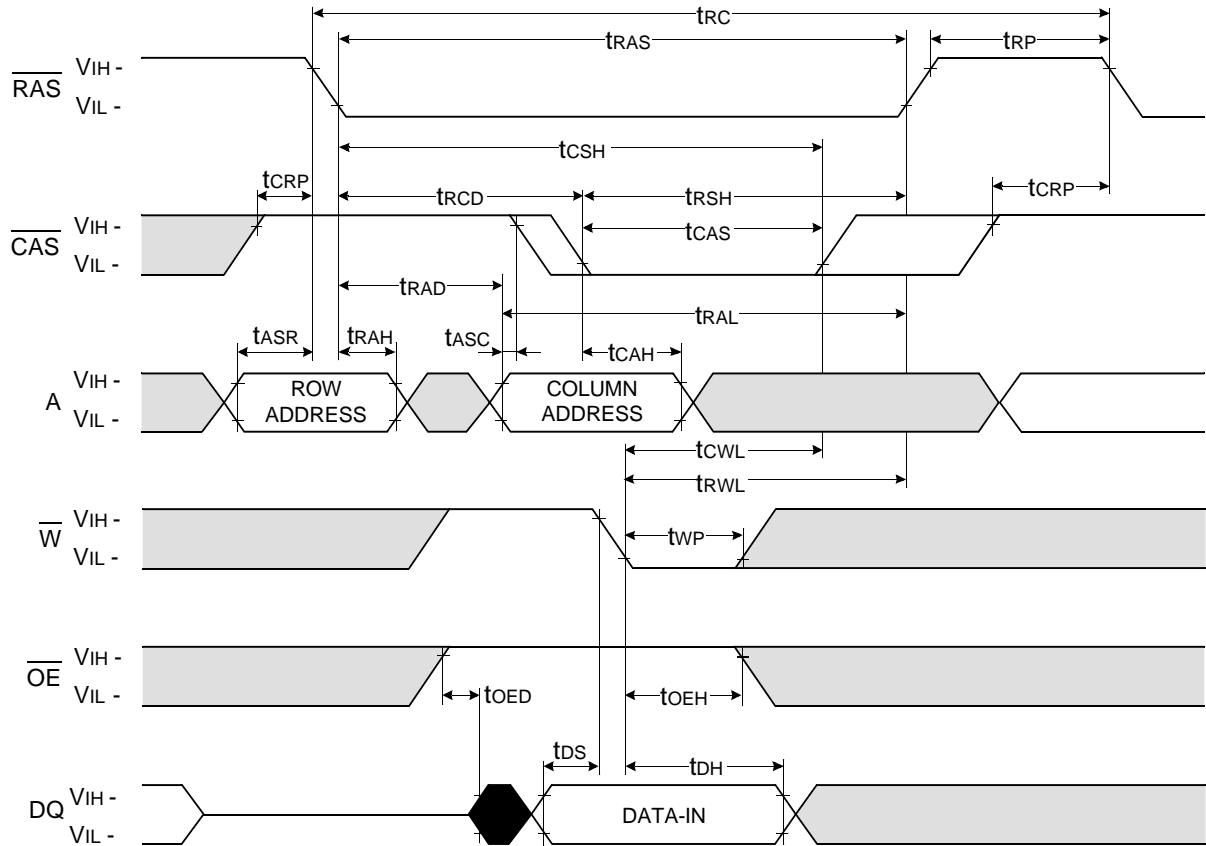 tRC
tRAS
tRP
RAS
VIH -
VIL -
tCSH
tCRP
tRCD
tRSH
tCRP
CAS
VIH -
VIL -
tCAS
tRAD
tRAL
tASR
tRAH
tASC
tCAH
A
VIH -
VIL -
ROW
ADDRESS
COLUMN
ADDRESS
tCWL
tRWL
W
VIH -
VIL -
tWP
OE
VIH -
VIL -
tOED
tOEH
tDS
tDH
DQ
VIH -
VIL -
DATA-IN